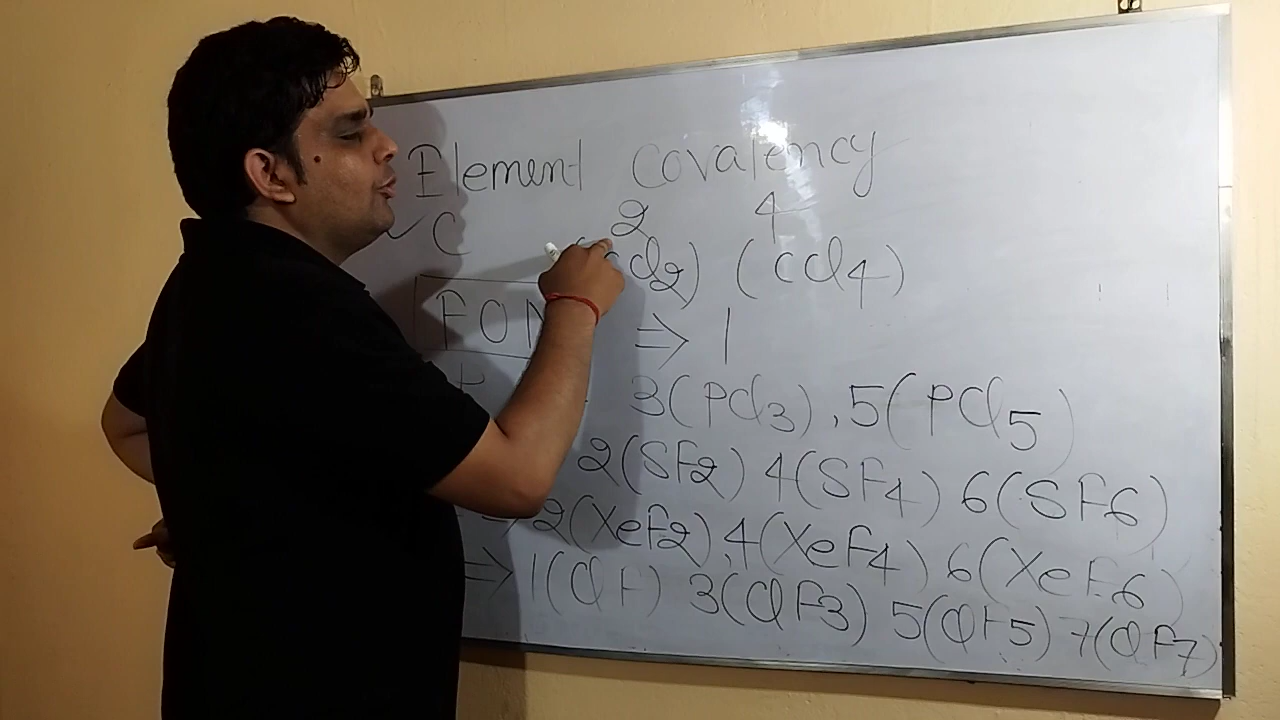 Element Covalency
✓ C 2 4
(CCl2) (CCl4)
FON ⇒ 1
3(PCl3), 5(PCl5)
2(SF2) 4(SF4) 6(SF6)
2(XeF2), 4(XeF4) 6(XeF6)
⇒ 1(ClF) 3(ClF3) 5(ClF5) 7(ClF7)